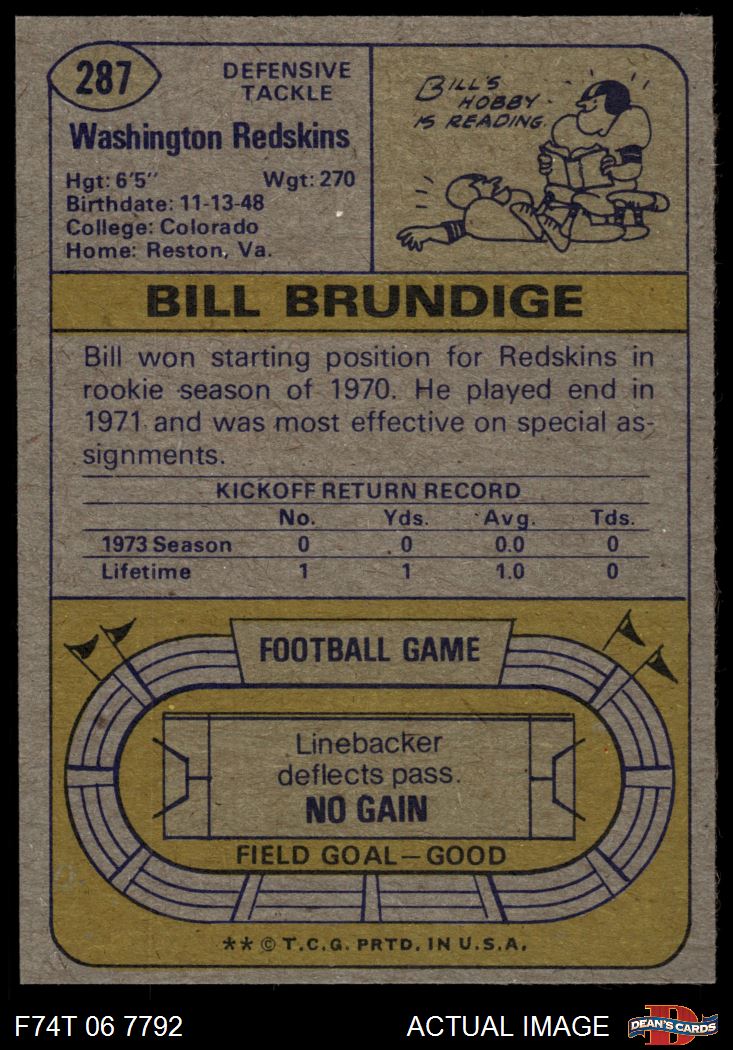 287
DEFENSIVE
TACKLE
Washington Redskins
Hgt: 6'5" Wgt: 270
Birthdate: 11-13-48
College: Colorado
Home: Reston, Va.
BILL'S
HOBBY
IS READING.
BILL BRUNDIGE
Bill won starting position for Redskins in
rookie season of 1970. He played end in
1971 and was most effective on special as-
signments.
KICKOFF RETURN RECORD
No. Yds. Avg. Tds.
1973 Season 0 0 0.0 0
Lifetime 1 1 1.0 0
FOOTBALL GAME
Linebacker
deflects pass.
NO GAIN
FIELD GOAL—GOOD
** © T.C.G. PRTD. IN U.S.A.
F74T 06 7792 ACTUAL IMAGE
D
DEAN'S CARDS